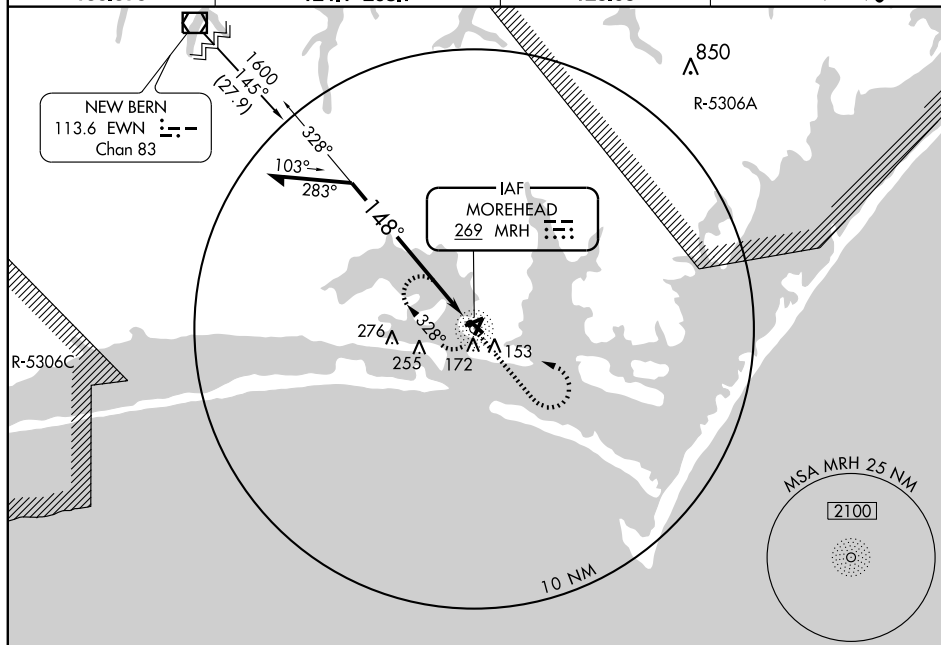 850
R-5306A
1600
145°
(27.9)
NEW BERN
113.6 EWN
Chan 83
328°
103°
283°
148°
IAF
MOREHEAD
269 MRH
328°
276
255
172
153
R-5306C
MSA MRH 25 NM
2100
10 NM